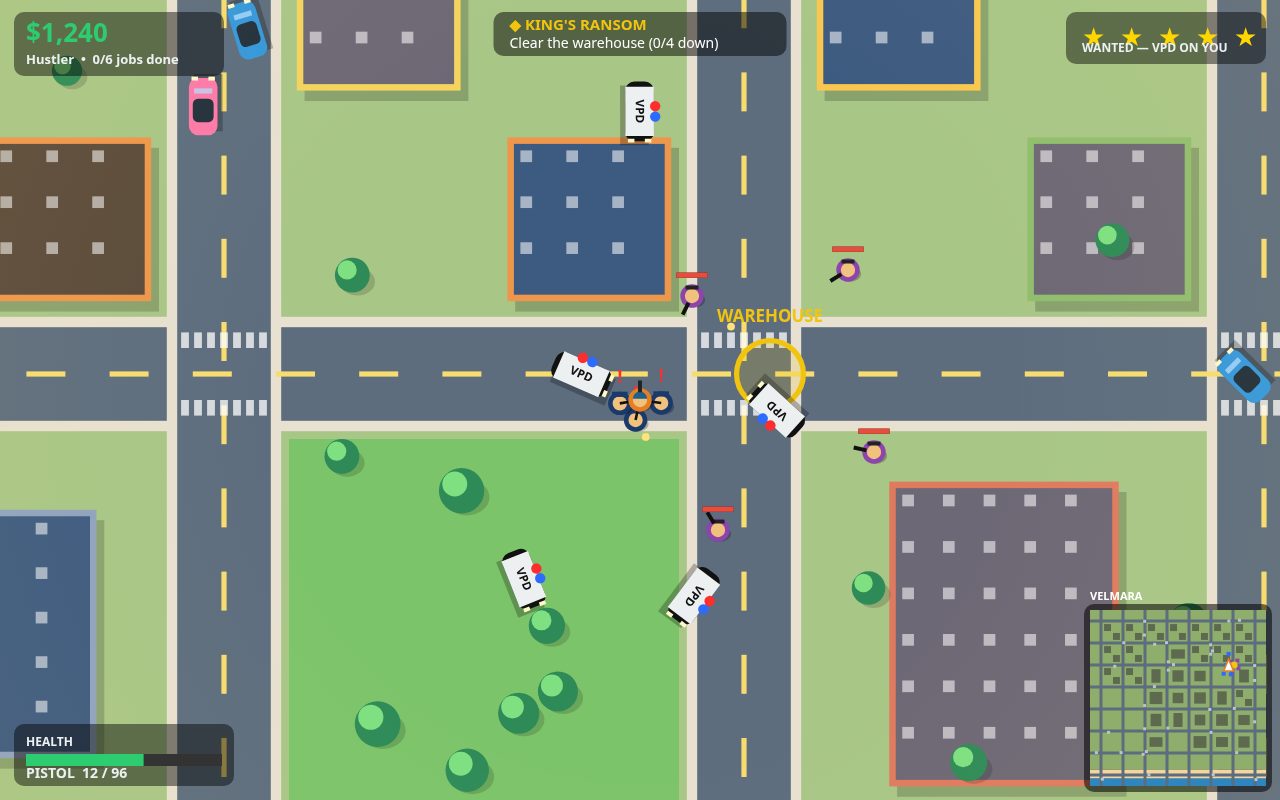 $1,240
Hustler • 0/6 jobs done
◆ KING'S RANSOM
Clear the warehouse (0/4 down)
★ ★ ★ ★ ★
WANTED — VPD ON YOU
VPD
WAREHOUSE
VPD
VPD
VPD
VPD
VELMARA
HEALTH
PISTOL 12 / 96